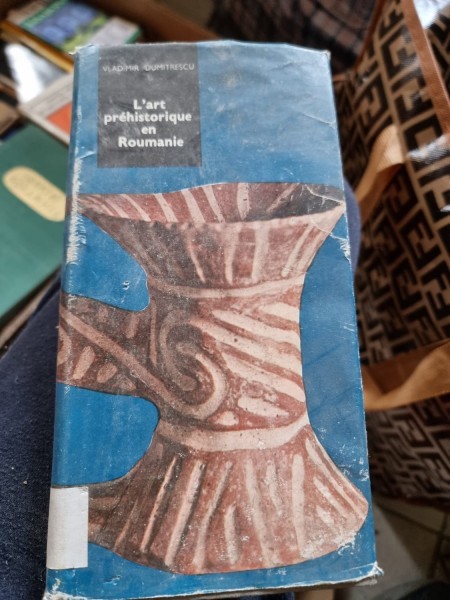 VLADIMIR DUMITRESCU
L'art
préhistorique
en
Roumanie